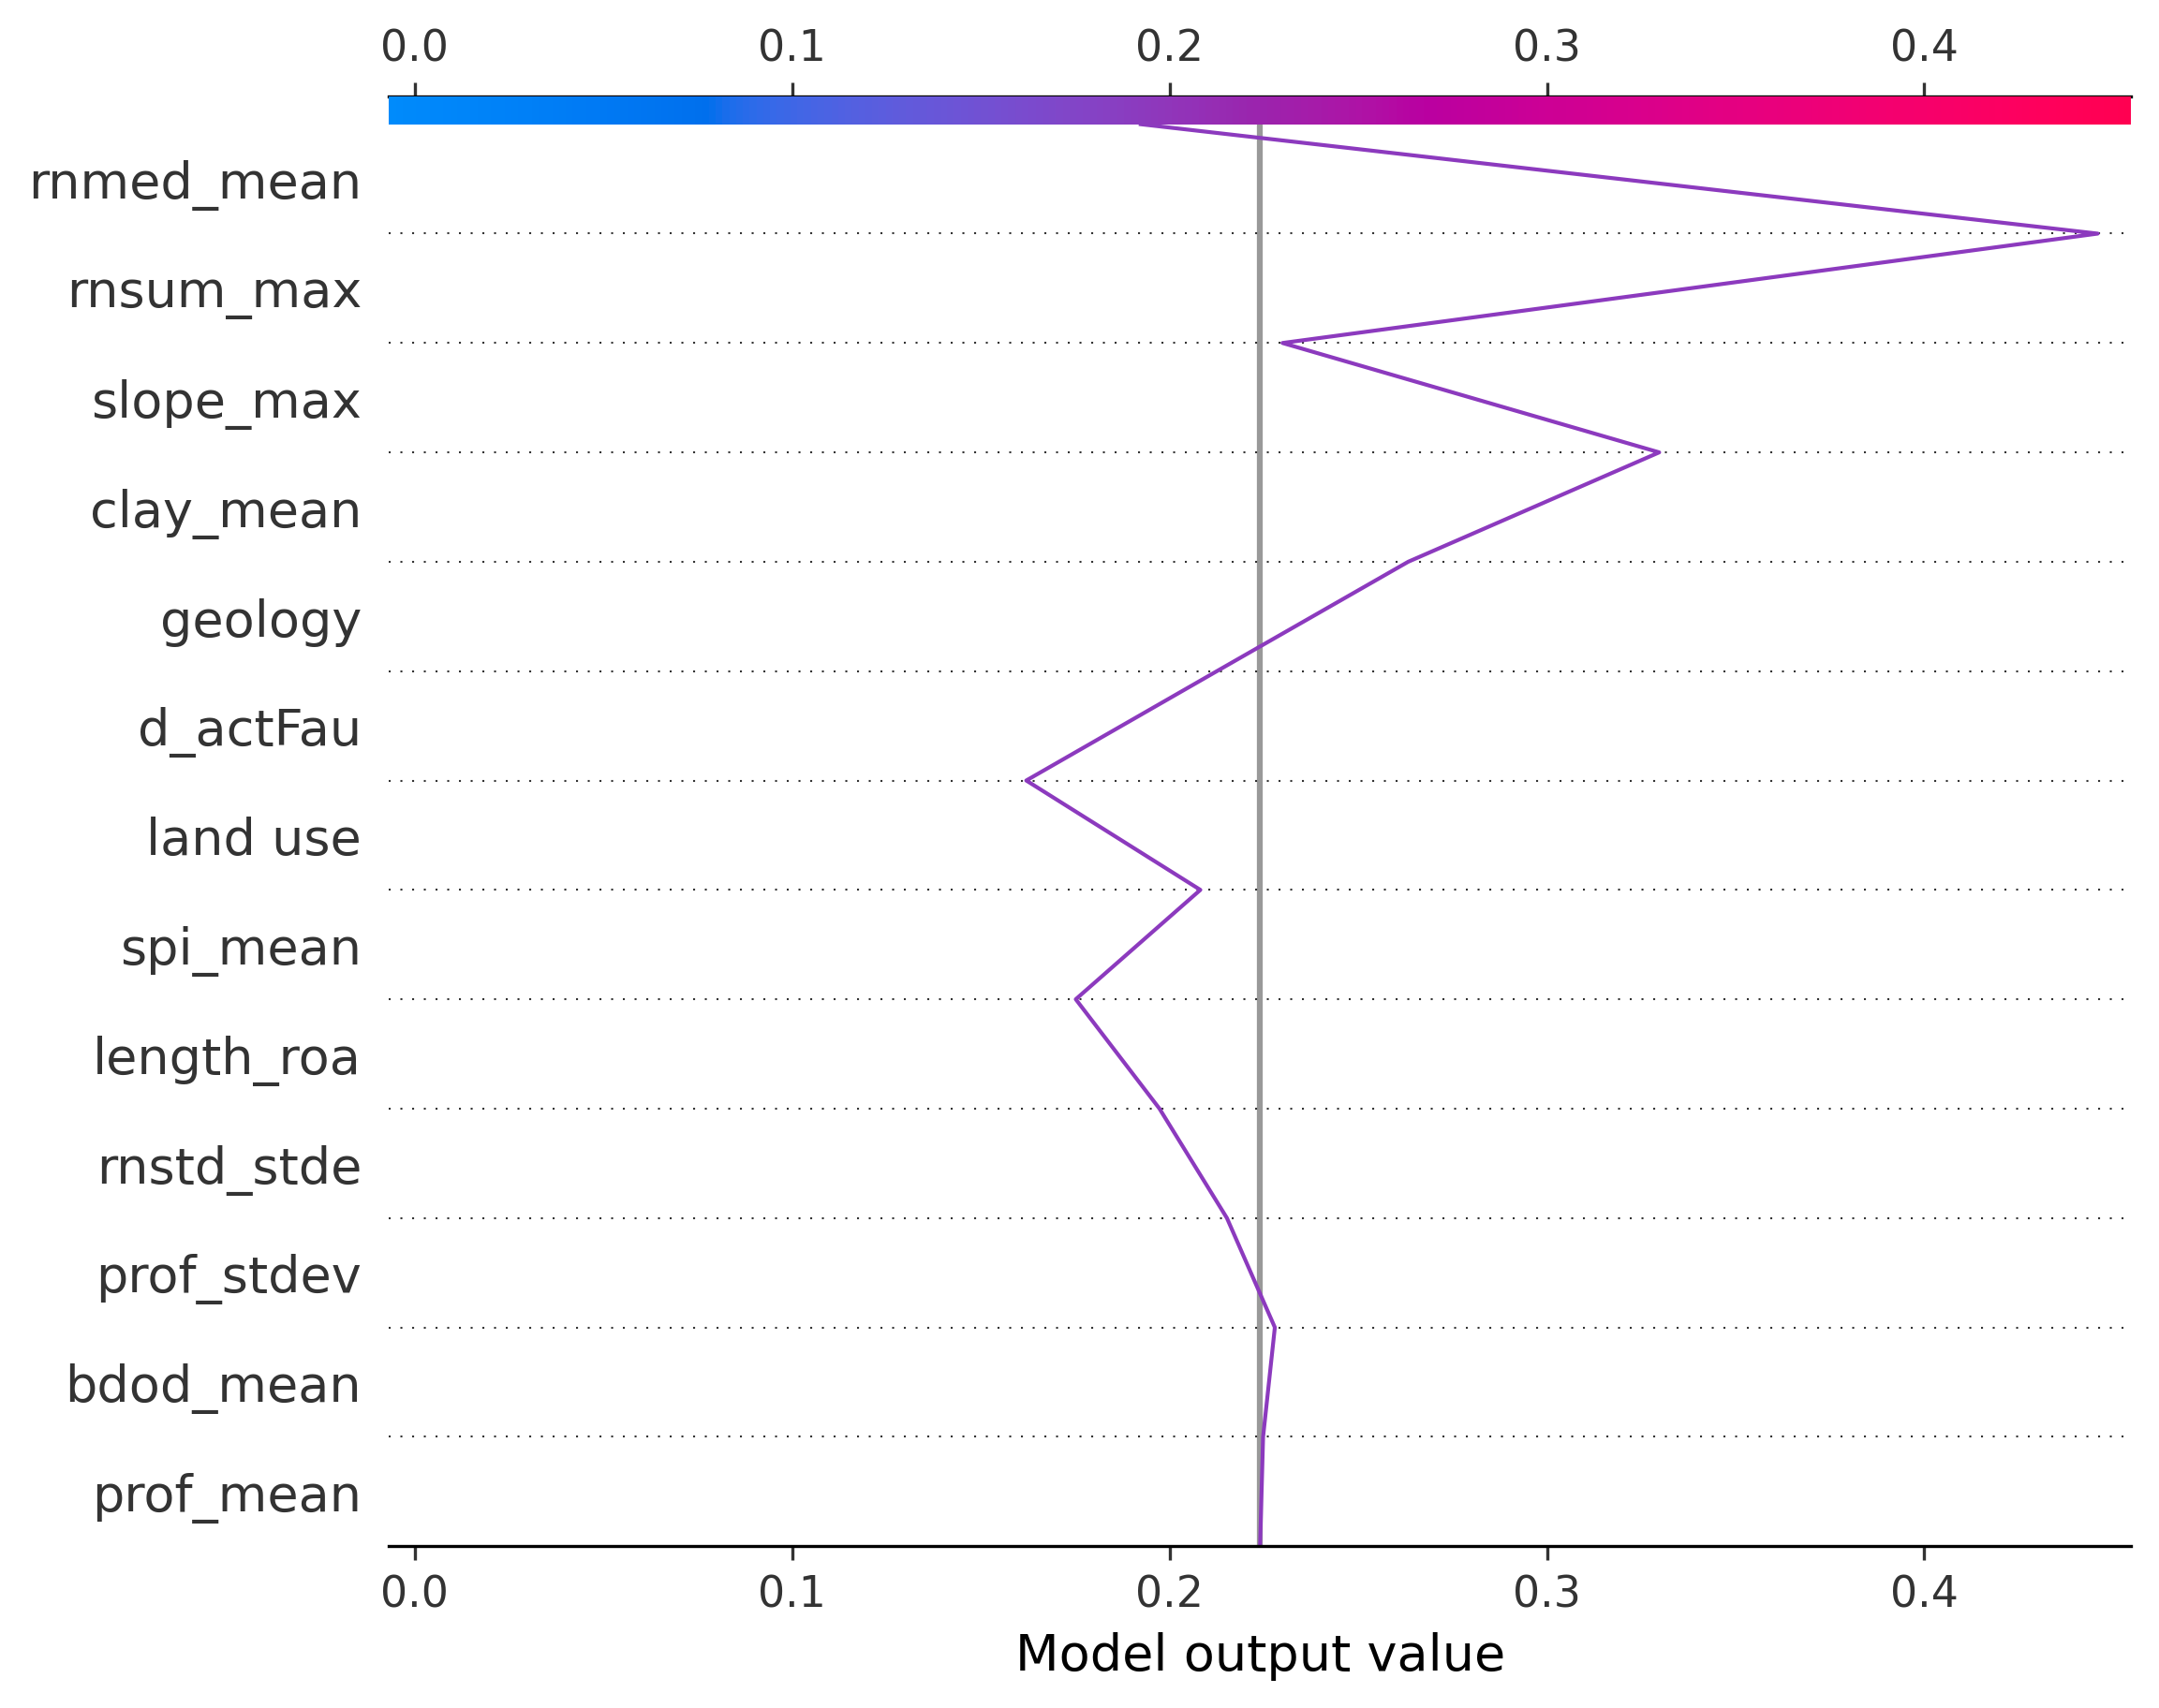 0.0 0.1 0.2 0.3 0.4
rnmed_mean
rnsum_max
slope_max
clay_mean
geology
d_actFau
land use
spi_mean
length_roa
rnstd_stde
prof_stdev
bdod_mean
prof_mean
0.0 0.1 0.2 0.3 0.4
Model output value